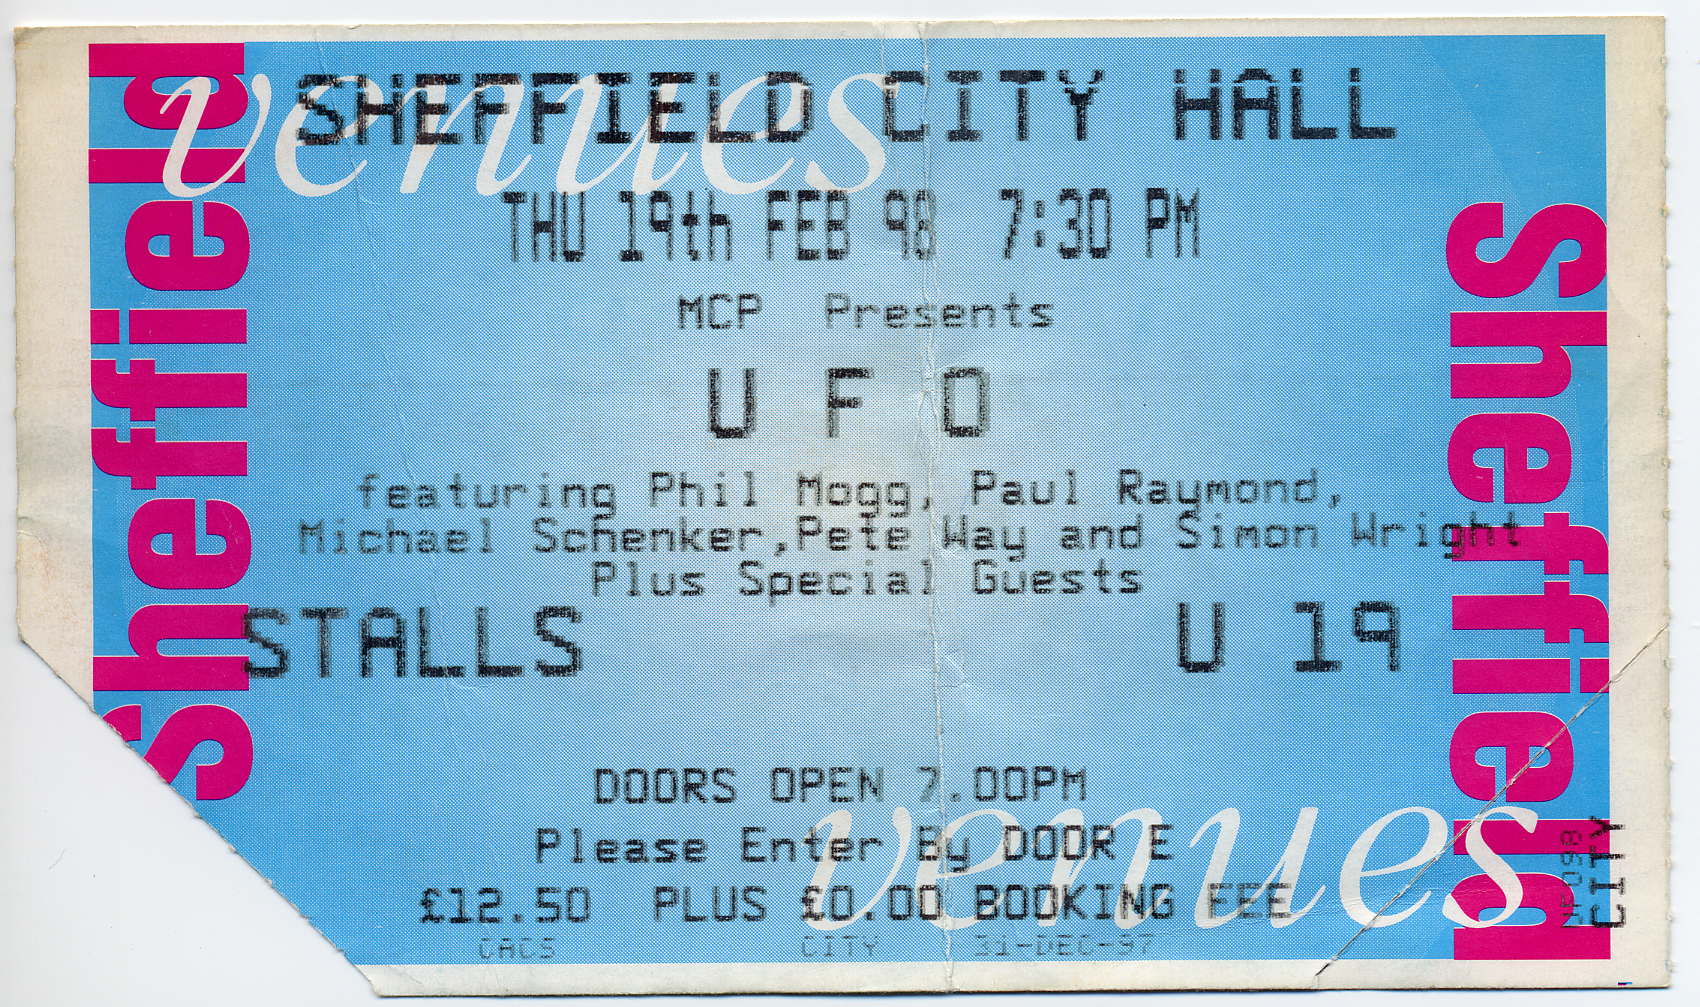 Sheffield
venues
SHEFFIELD CITY HALL
THU 19th FEB 98 7:30 PM
MCP Presents
U F O
featuring Phil Mogg, Paul Raymond,
Michael Schenker,Pete Way and Simon Wright
Plus Special Guests
STALLS U 19
DOORS OPEN 7.00PM
Please Enter By DOOR E
£12.50 PLUS £0.00 BOOKING FEE
CACS CITY 31-DEC-97
Sheffield
venues
CITY